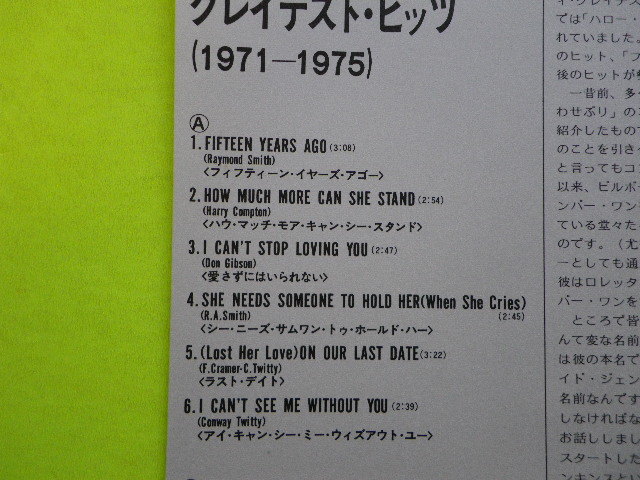 グレイテスト・ヒッツ
(1971—1975)
Ⓐ
1. FIFTEEN YEARS AGO (3:08)
(Raymond Smith)
〈フィフティーン・イヤーズ・アゴー〉
2. HOW MUCH MORE CAN SHE STAND (2:54)
(Harry Compton)
〈ハウ・マッチ・モア・キャン・シー・スタンド〉
3. I CAN'T STOP LOVING YOU (2:47)
(Don Gibson)
〈愛さずにはいられない〉
4. SHE NEEDS SOMEONE TO HOLD HER (When She Cries)
(R.A.Smith) (2:45)
〈シー・ニーズ・サムワン・トゥ・ホールド・ハー〉
5. (Lost Her Love) ON OUR LAST DATE (3:22)
(F.Cramer-C.Twitty)
〈ラスト・デイト〉
6. I CAN'T SEE ME WITHOUT YOU (2:39)
(Conway Twitty)
〈アイ・キャン・シー・ミー・ウィズアウト・ユー〉
では「ハロー・
れていました。
のヒット、「フ
後のヒットが
一昔前、多
わせぶり」の
紹介したもの
のことを引き
と言ってもコ
以来、ビルボ
ンバー・ワン
ている堂々た
のです。（尤
ーとしても通
彼はロレッタ
バー・ワンを
ところで皆
んて変な名前
は彼の本名で
イド・ジェン
名前なんです
しなければな
お話ししまし
スタートした
ンキンスとい